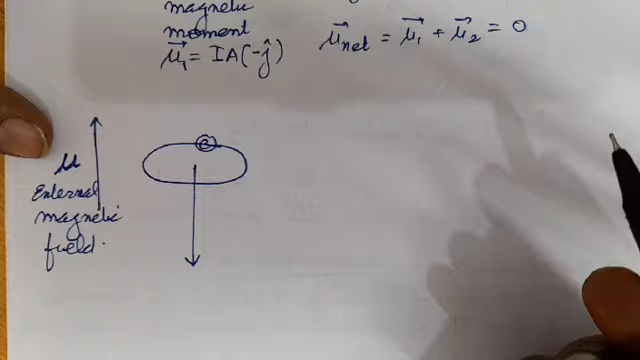 magnetic
moment
μ⃗₁ = IA(-ĵ)
μ⃗net = μ⃗₁ + μ⃗₂ = 0
e
μ
External
magnetic
field.